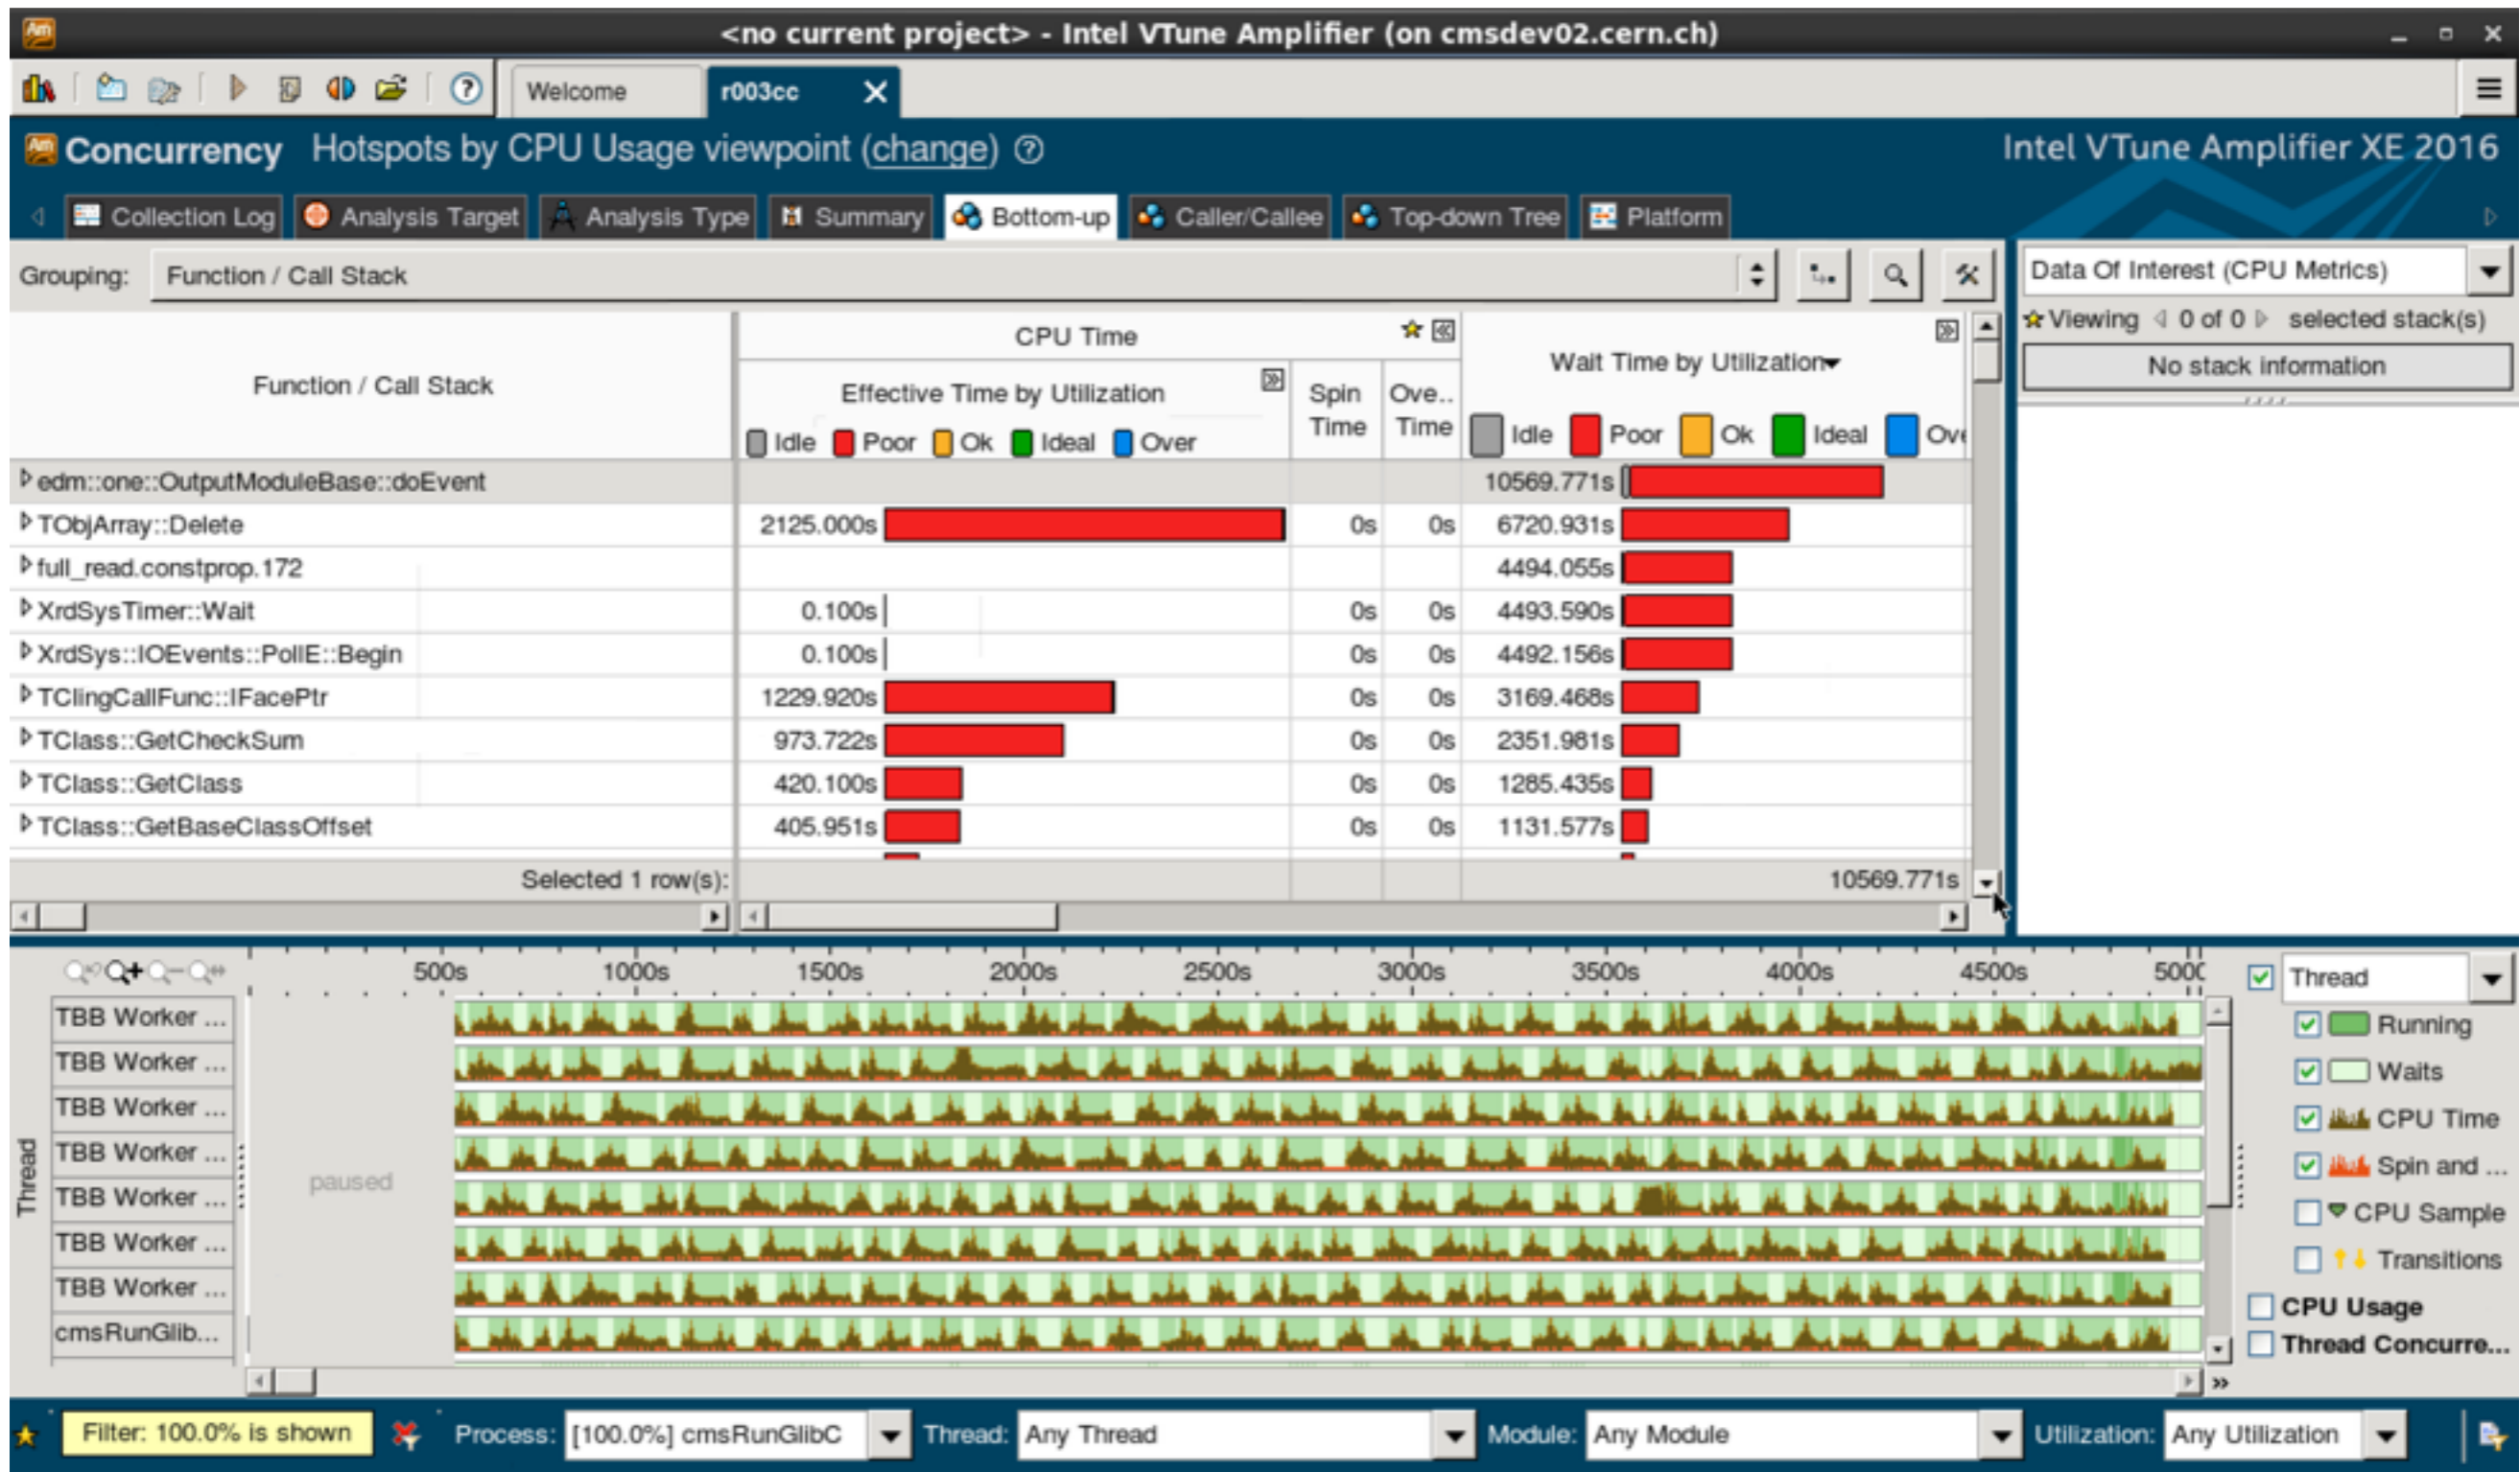 <no current project> - Intel VTune Amplifier (on cmsdev02.cern.ch)
Welcome
r003cc
Concurrency Hotspots by CPU Usage viewpoint (change)
Intel VTune Amplifier XE 2016
Collection Log
Analysis Target
Analysis Type
Summary
Bottom-up
Caller/Callee
Top-down Tree
Platform
Grouping: Function / Call Stack
Data Of Interest (CPU Metrics)
Viewing 0 of 0 selected stack(s)
No stack information
Function / Call Stack
CPU Time
Effective Time by Utilization
Idle Poor Ok Ideal Over
Spin Time
Ove.. Time
Wait Time by Utilization
Idle Poor Ok Ideal Ov
edm::one::OutputModuleBase::doEvent 10569.771s
TObjArray::Delete 2125.000s 0s 0s 6720.931s
full_read.constprop.172 4494.055s
XrdSysTimer::Wait 0.100s 0s 0s 4493.590s
XrdSys::IOEvents::PollE::Begin 0.100s 0s 0s 4492.156s
TClingCallFunc::IFacePtr 1229.920s 0s 0s 3169.468s
TClass::GetCheckSum 973.722s 0s 0s 2351.981s
TClass::GetClass 420.100s 0s 0s 1285.435s
TClass::GetBaseClassOffset 405.951s 0s 0s 1131.577s
Selected 1 row(s): 10569.771s
500s 1000s 1500s 2000s 2500s 3000s 3500s 4000s 4500s 5000
Thread
TBB Worker ...
TBB Worker ...
TBB Worker ...
TBB Worker ...
TBB Worker ...
TBB Worker ...
TBB Worker ...
cmsRunGlib...
paused
Thread
Running
Waits
CPU Time
Spin and ...
CPU Sample
Transitions
CPU Usage
Thread Concurre...
Filter: 100.0% is shown
Process: [100.0%] cmsRunGlibC
Thread: Any Thread
Module: Any Module
Utilization: Any Utilization